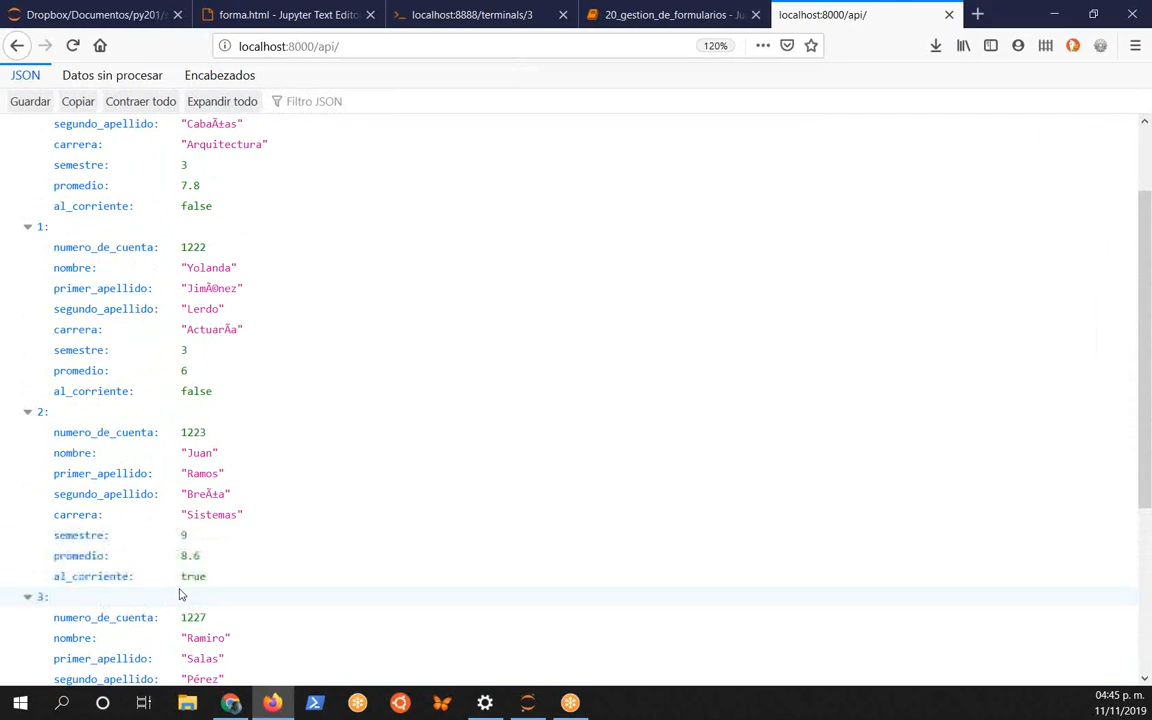 Dropbox/Documentos/py201/s
forma.html - Jupyter Text Editor
localhost:8888/terminals/3
20_gestion_de_formularios - Ju
localhost:8000/api/
localhost:8000/api/
120%
JSON Datos sin procesar Encabezados
Guardar Copiar Contraer todo Expandir todo Filtro JSON
segundo_apellido: "CabaÃ±as"
carrera: "Arquitectura"
semestre: 3
promedio: 7.8
al_corriente: false
1:
numero_de_cuenta: 1222
nombre: "Yolanda"
primer_apellido: "JimÃ©nez"
segundo_apellido: "Lerdo"
carrera: "ActuarÃ­a"
semestre: 3
promedio: 6
al_corriente: false
2:
numero_de_cuenta: 1223
nombre: "Juan"
primer_apellido: "Ramos"
segundo_apellido: "BreÃ±a"
carrera: "Sistemas"
semestre: 9
promedio: 8.6
al_corriente: true
3:
numero_de_cuenta: 1227
nombre: "Ramiro"
primer_apellido: "Salas"
segundo_apellido: "Pérez"
04:45 p. m.
11/11/2019